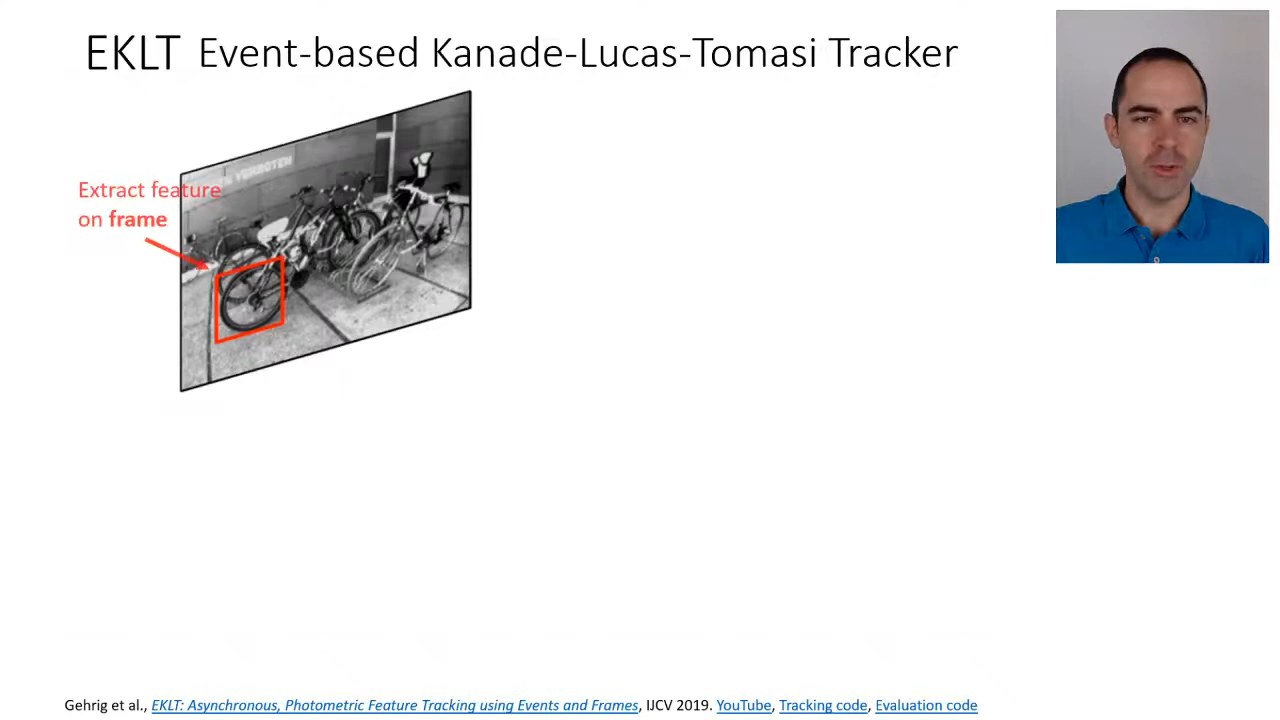 EKLT Event-based Kanade-Lucas-Tomasi Tracker
VERBOTEN
Extract feature
on frame
Gehrig et al., EKLT: Asynchronous, Photometric Feature Tracking using Events and Frames, IJCV 2019. YouTube, Tracking code, Evaluation code